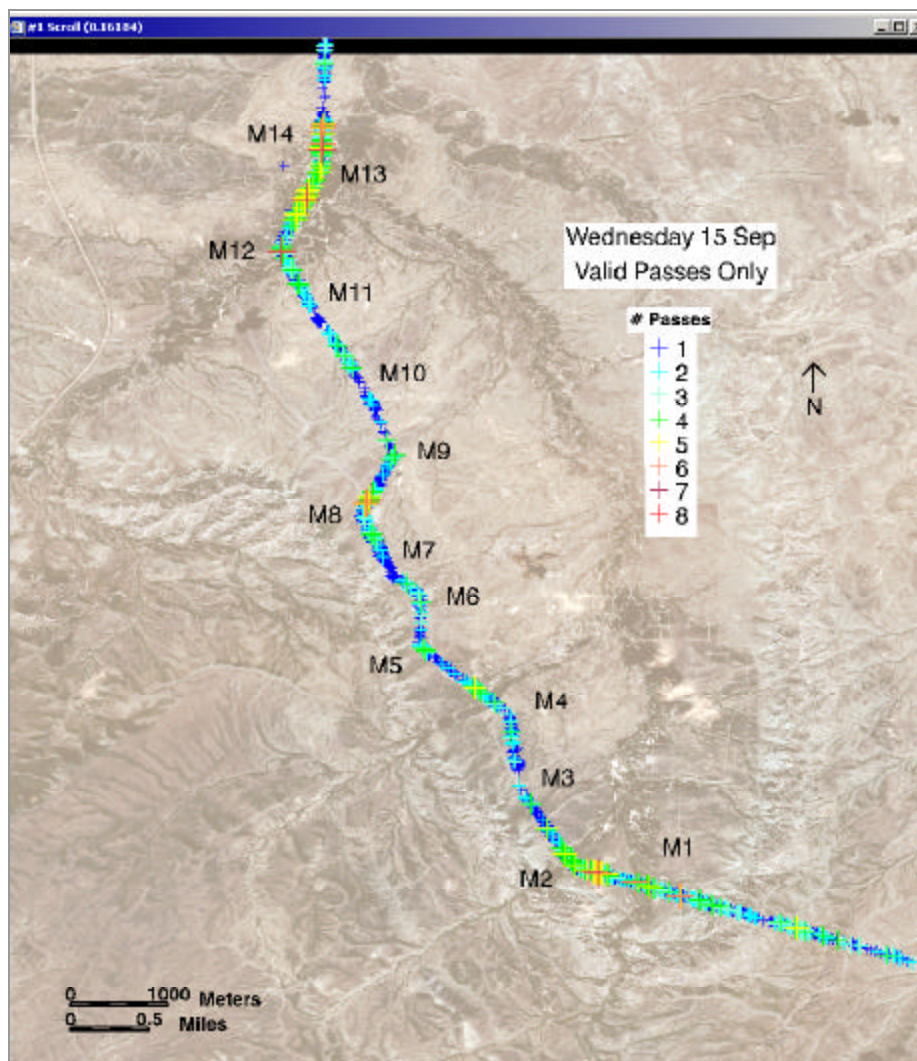 #1 Scroll (0.16184)
M14
M13
Wednesday 15 Sep
Valid Passes Only
M12
M11
# Passes
1
2
3
4
5
6
7
8
M10
N
M9
M8
M7
M6
M5
M4
M3
M1
M2
0 1000 Meters
0 0.5 Miles